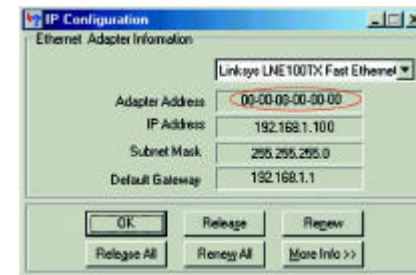 IP Configuration
Ethernet Adapter Information
Linksys LNE100TX Fast Ethernet
Adapter Address 00-00-00-00-00-00
IP Address 192.168.1.100
Subnet Mask 255.255.255.0
Default Gateway 192.168.1.1
OK Release Renew
Release All Renew All More Info >>